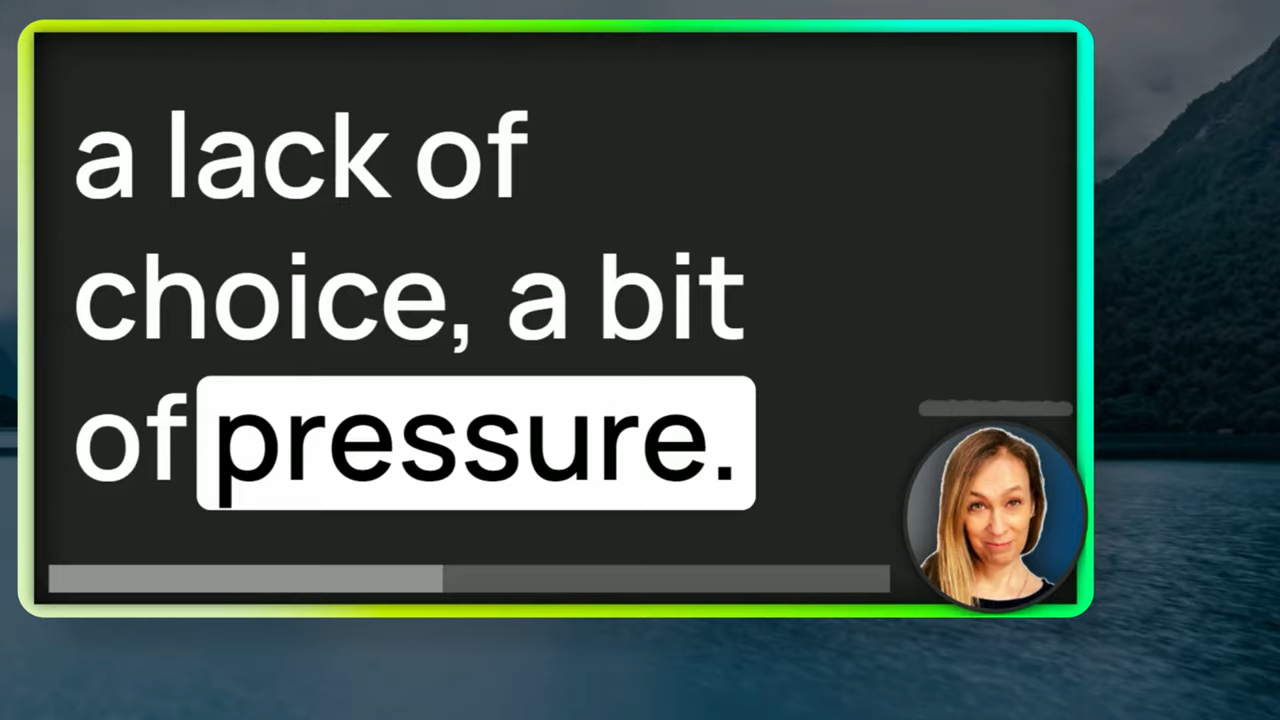 a lack of
choice, a bit
of pressure.